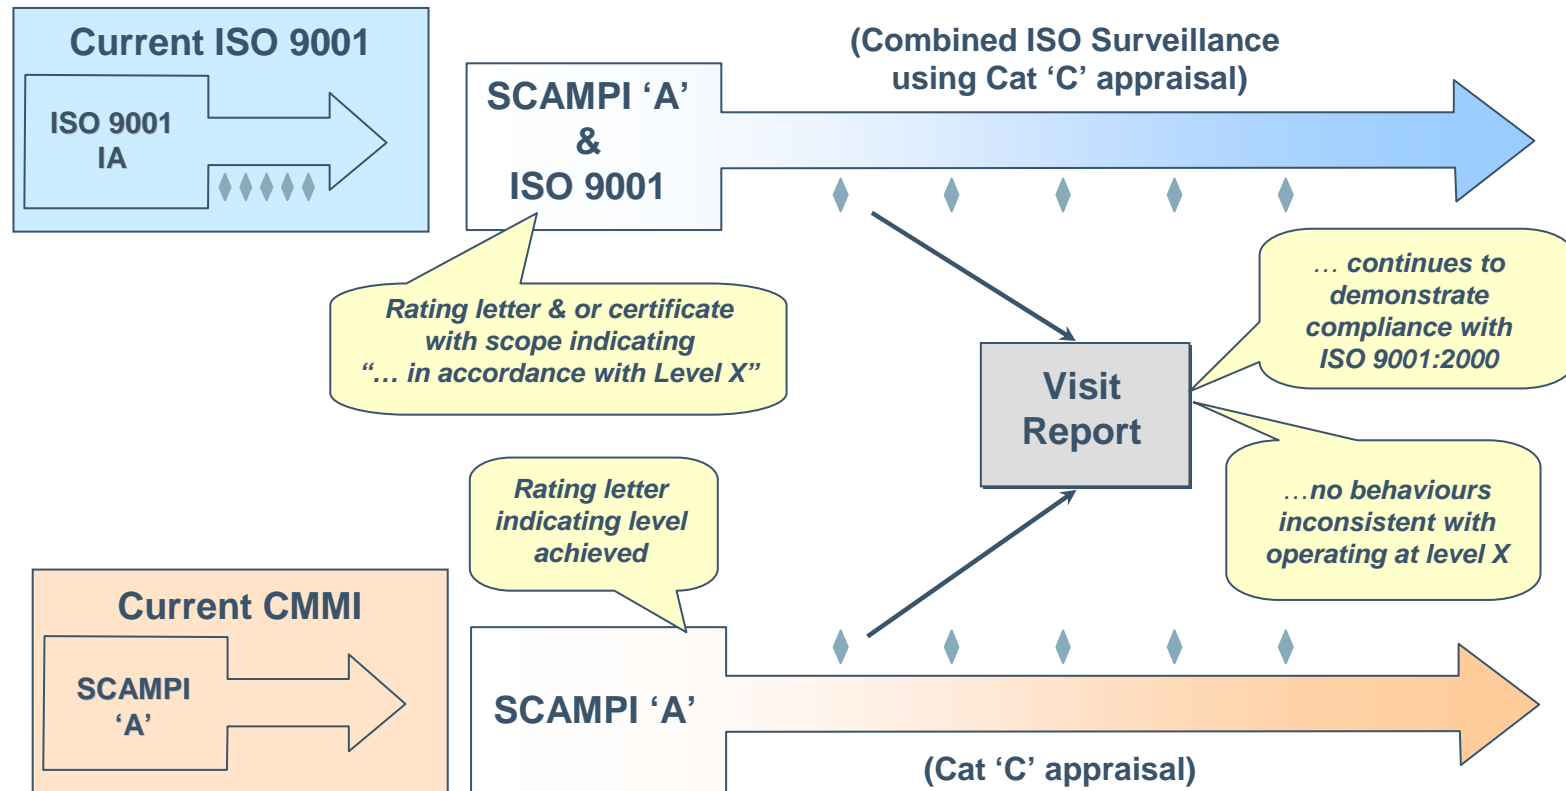 Current ISO 9001
ISO 9001
IA
SCAMPI ‘A’
&
ISO 9001
(Combined ISO Surveillance
using Cat ‘C’ appraisal)
Rating letter & or certificate
with scope indicating
“… in accordance with Level X”
… continues to
demonstrate
compliance with
ISO 9001:2000
Visit
Report
Rating letter
indicating level
achieved
…no behaviours
inconsistent with
operating at level X
Current CMMI
SCAMPI
‘A’
SCAMPI ‘A’
(Cat ‘C’ appraisal)